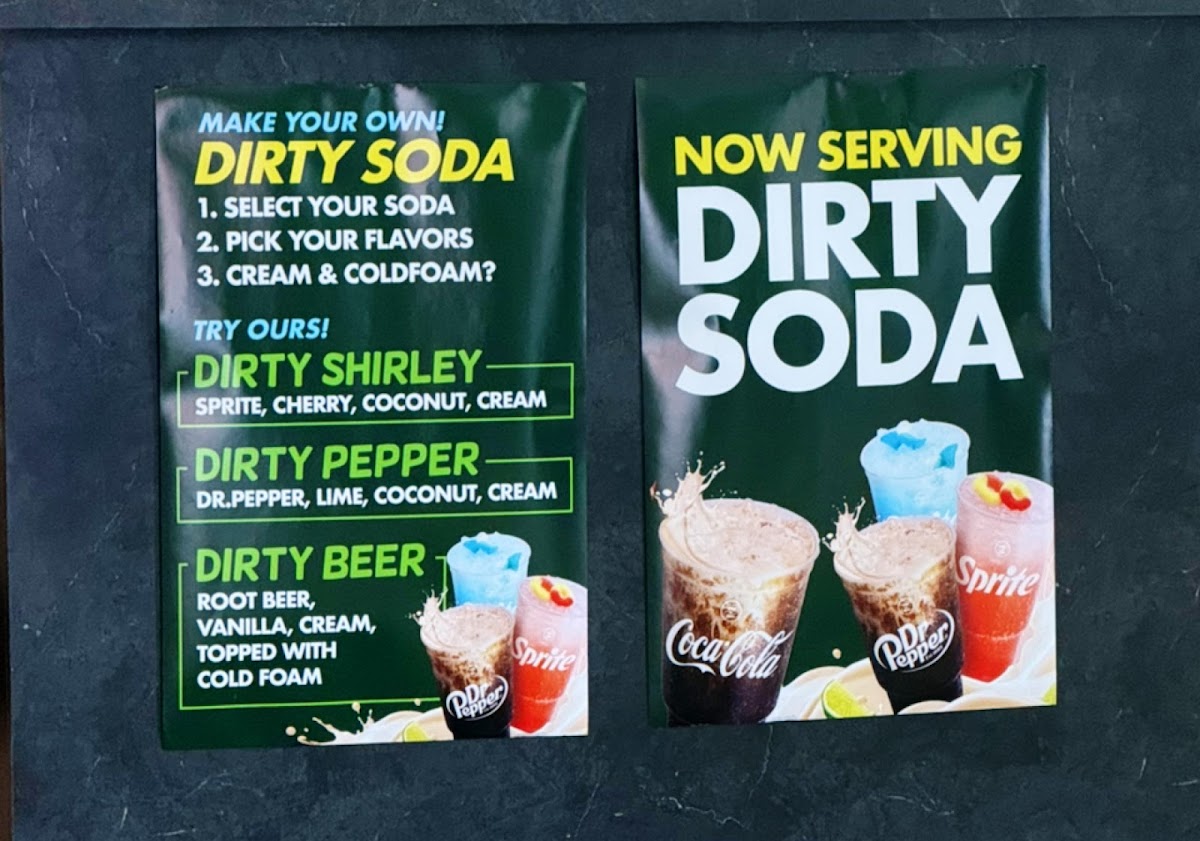 MAKE YOUR OWN!
DIRTY SODA
1. SELECT YOUR SODA
2. PICK YOUR FLAVORS
3. CREAM & COLDFOAM?
TRY OURS!
DIRTY SHIRLEY
SPRITE, CHERRY, COCONUT, CREAM
DIRTY PEPPER
DR.PEPPER, LIME, COCONUT, CREAM
DIRTY BEER
ROOT BEER,
VANILLA, CREAM,
TOPPED WITH
COLD FOAM
Sprite
Dr
Pepper
NOW SERVING
DIRTY
SODA
Coca-Cola
Dr
Pepper
Sprite